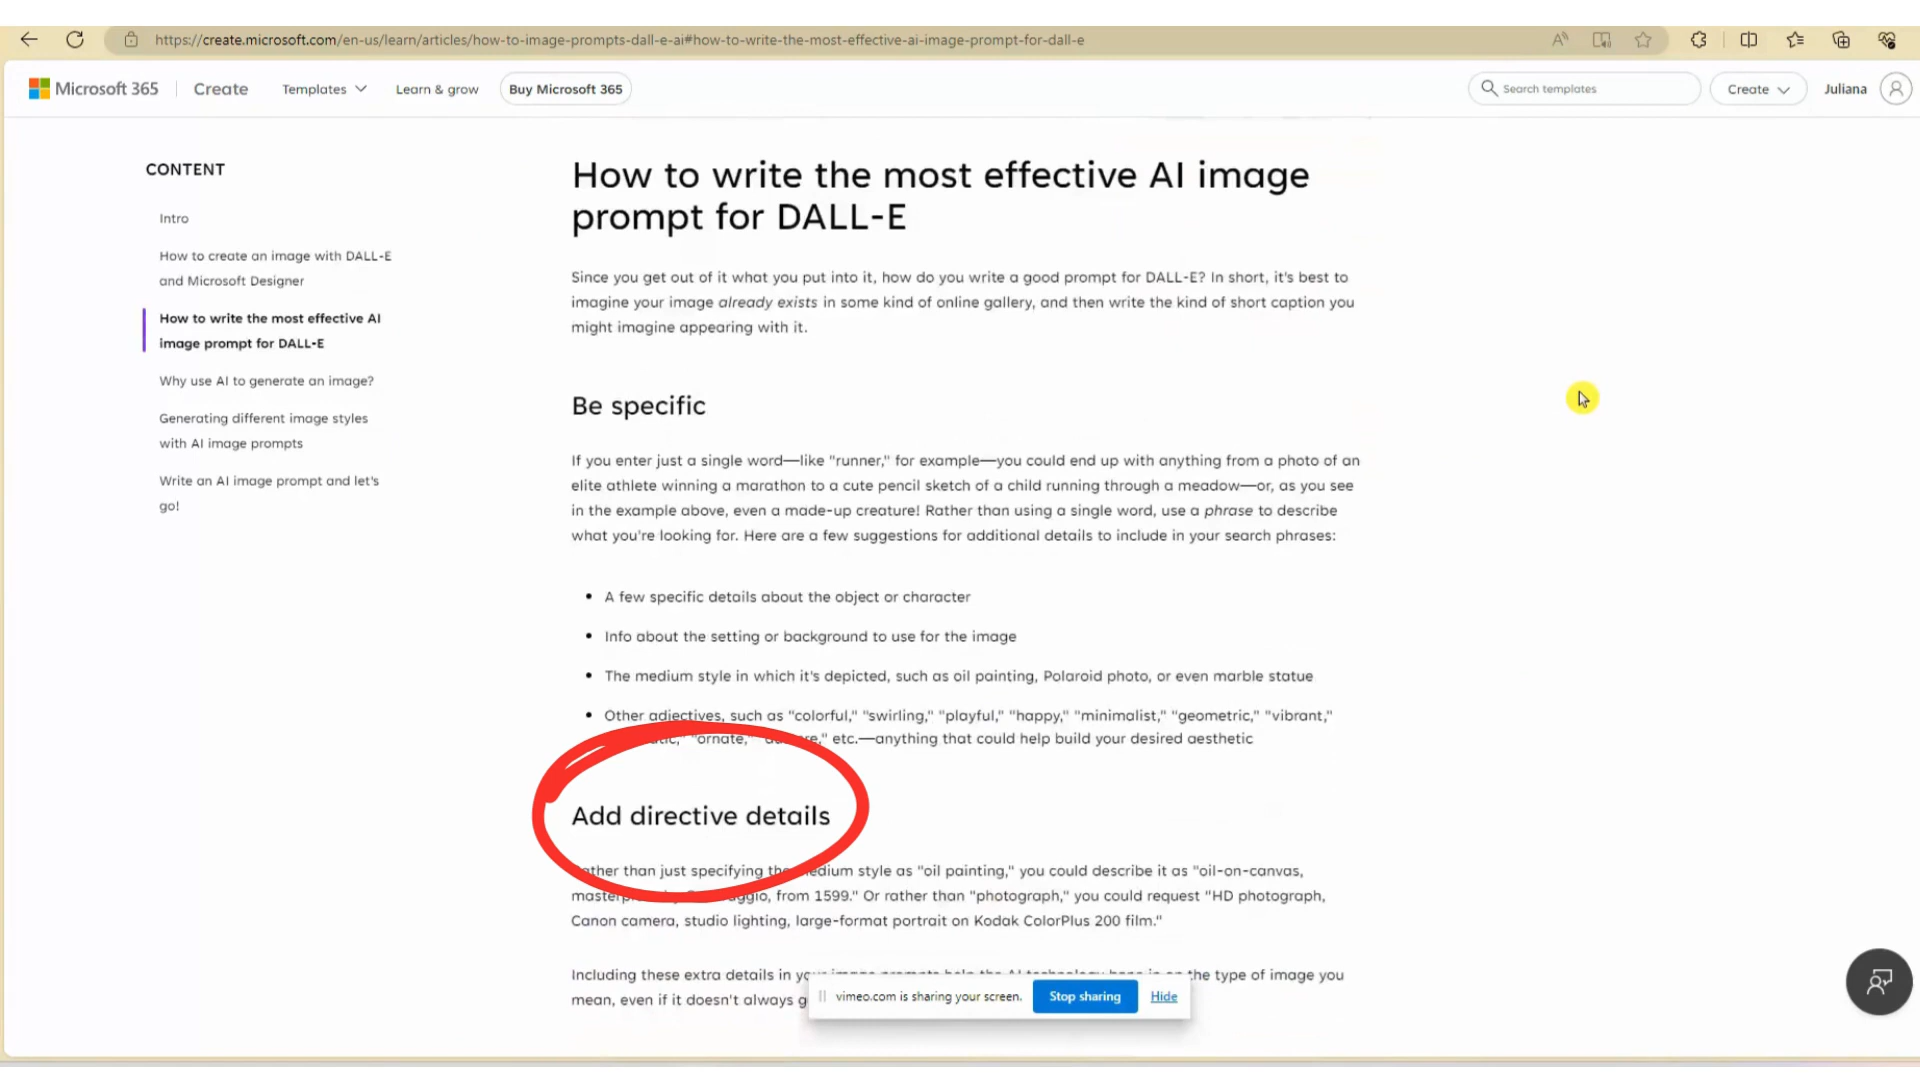 https://create.microsoft.com/en-us/learn/articles/how-to-image-prompts-dall-e-ai#how-to-write-the-most-effective-ai-image-prompt-for-dall-e
Microsoft 365
Create
Templates
Learn & grow
Buy Microsoft 365
Search templates
Create
Juliana
CONTENT
Intro
How to create an image with DALL-E
and Microsoft Designer
How to write the most effective AI
image prompt for DALL-E
Why use AI to generate an image?
Generating different image styles
with AI image prompts
Write an AI image prompt and let's
go!
How to write the most effective AI image
prompt for DALL-E
Since you get out of it what you put into it, how do you write a good prompt for DALL-E? In short, it's best to
imagine your image already exists in some kind of online gallery, and then write the kind of short caption you
might imagine appearing with it.
Be specific
If you enter just a single word—like "runner," for example—you could end up with anything from a photo of an
elite athlete winning a marathon to a cute pencil sketch of a child running through a meadow—or, as you see
in the example above, even a made-up creature! Rather than using a single word, use a phrase to describe
what you're looking for. Here are a few suggestions for additional details to include in your search phrases:
• A few specific details about the object or character
• Info about the setting or background to use for the image
• The medium style in which it's depicted, such as oil painting, Polaroid photo, or even marble statue
• Other adjectives, such as "colorful," "swirling," "playful," "happy," "minimalist," "geometric," "vibrant,"
"ornate," etc.—anything that could help build your desired aesthetic
Add directive details
Rather than just specifying the medium style as "oil painting," you could describe it as "oil-on-canvas,
from 1599." Or rather than "photograph," you could request "HD photograph,
Canon camera, studio lighting, large-format portrait on Kodak ColorPlus 200 film."
Including these extra details in your image prompts help the AI technology hone in on the type of image you
mean, even if it doesn't always
vimeo.com is sharing your screen.
Stop sharing
Hide